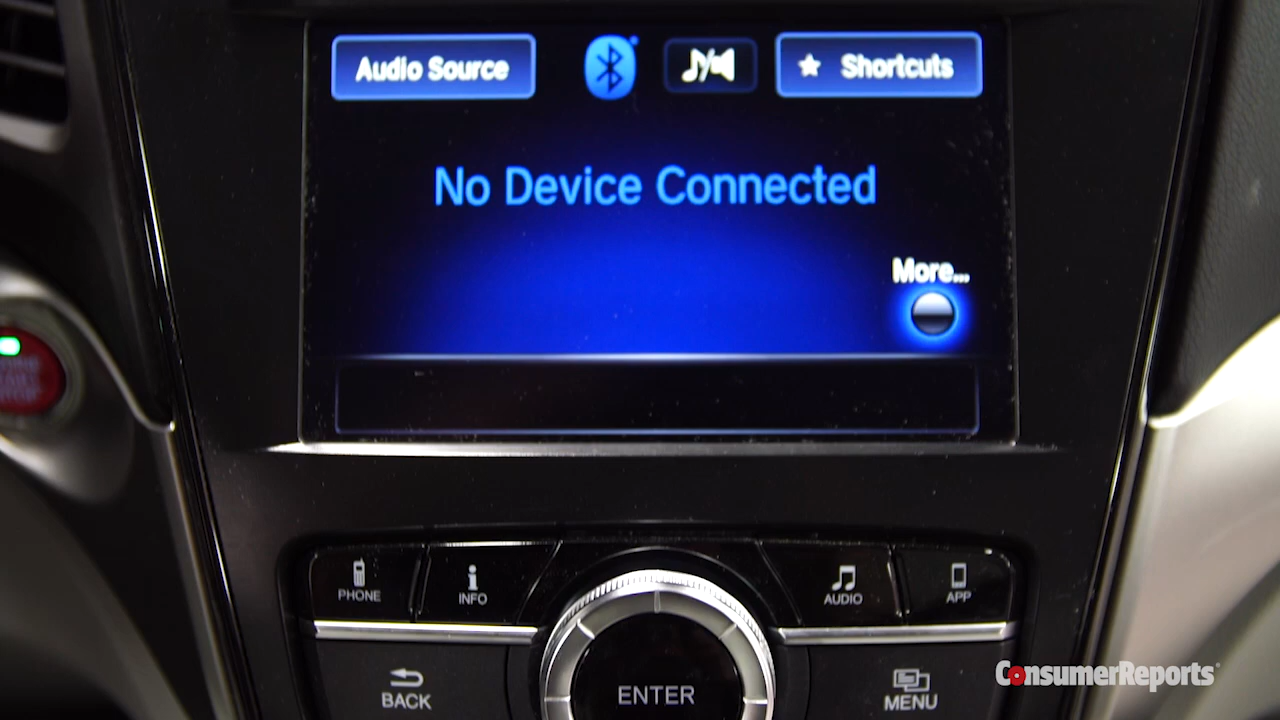 Audio Source
Shortcuts
No Device Connected
More...
PHONE
INFO
AUDIO
APP
BACK
ENTER
MENU
ConsumerReports